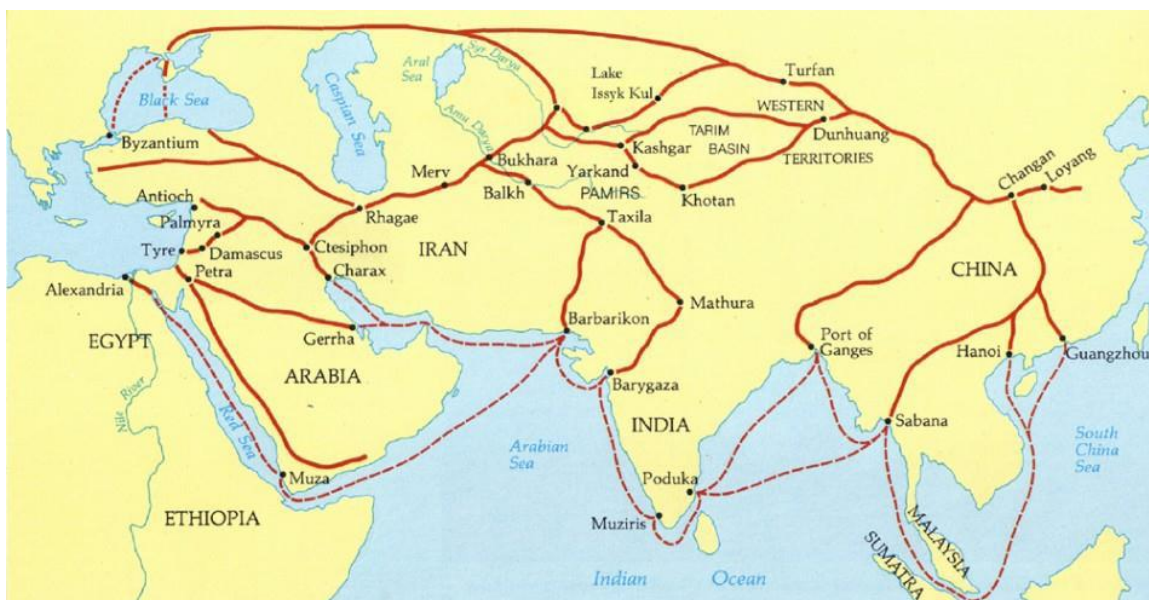 Black Sea
Byzantium
Caspian Sea
Aral
Sea
Syr Darya
Amu Darya
Lake
Issyk Kul
Turfan
WESTERN
Dunhuang
TARIM
BASIN
TERRITORIES
Kashgar
Yarkand
PAMIRS
Khotan
Bukhara
Balkh
Merv
Changan
Loyang
Antioch
Palmyra
Tyre
Damascus
Petra
Alexandria
Rhagae
Ctesiphon
IRAN
Charax
Taxila
CHINA
Mathura
EGYPT
Gerrha
Barbarikon
Port of
Ganges
Hanoi
Guangzhou
ARABIA
Barygaza
INDIA
Nile River
Red Sea
Arabian
Sea
Sabana
South
China
Sea
Muza
Poduka
ETHIOPIA
Muziris
MALAYSIA
SUMATRA
Indian Ocean